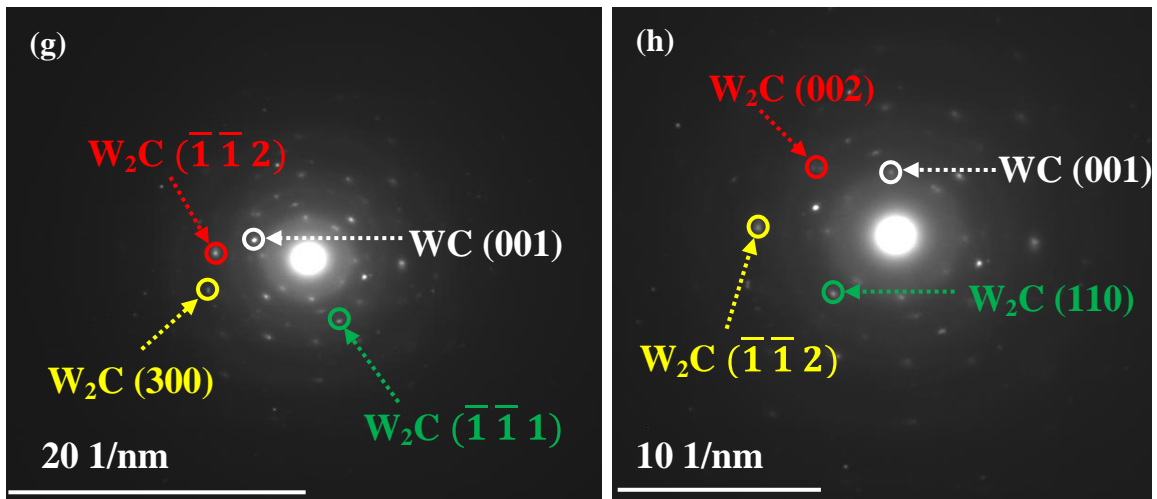 (g)
W₂C (1̅ 1̅ 2)
WC (001)
W₂C (300)
W₂C (1̅ 1̅ 1)
20 1/nm
(h)
W₂C (002)
WC (001)
W₂C (110)
W₂C (1̅ 1̅ 2)
10 1/nm